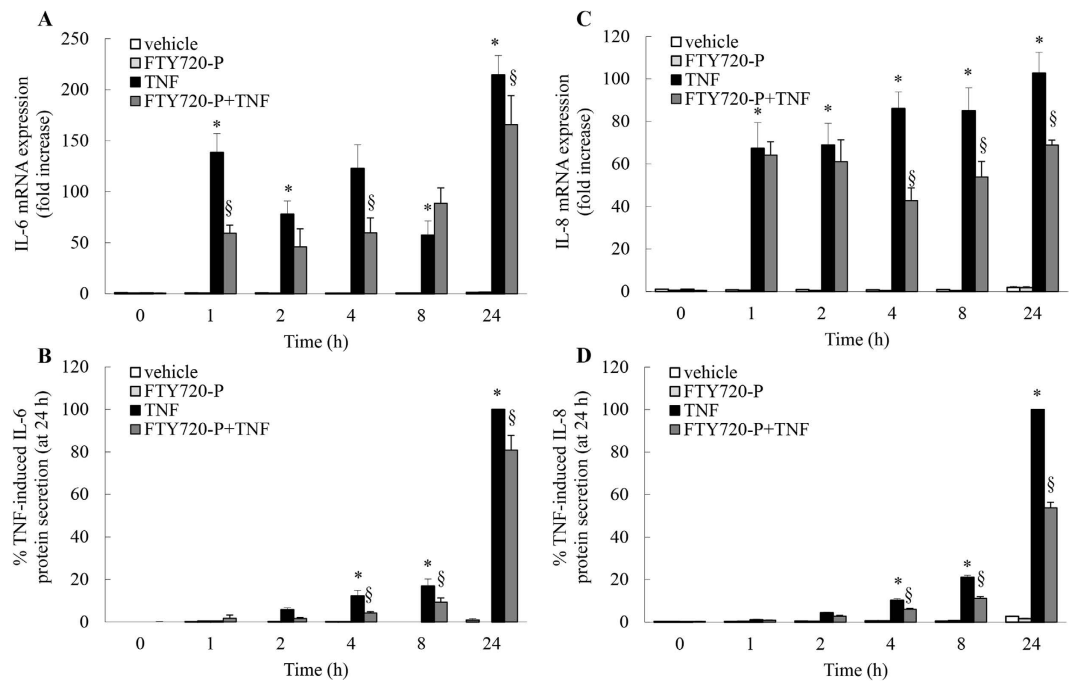 A
IL-6 mRNA expression
(fold increase)
250
200
150
100
50
0
vehicle
FTY720-P
TNF
FTY720-P+TNF
*
§
*
§
*
*
§
0 1 2 4 8 24
Time (h)
C
IL-8 mRNA expression
(fold increase)
120
100
80
60
40
20
0
vehicle
FTY720-P
TNF
FTY720-P+TNF
*
*
*
§
*
§
*
§
0 1 2 4 8 24
Time (h)
B
% TNF-induced IL-6
protein secretion (at 24 h)
120
100
80
60
40
20
0
vehicle
FTY720-P
TNF
FTY720-P+TNF
*
§
*
§
*
§
0 1 2 4 8 24
Time (h)
D
% TNF-induced IL-8
protein secretion (at 24 h)
120
100
80
60
40
20
0
vehicle
FTY720-P
TNF
FTY720-P+TNF
*
§
*
§
*
§
0 1 2 4 8 24
Time (h)